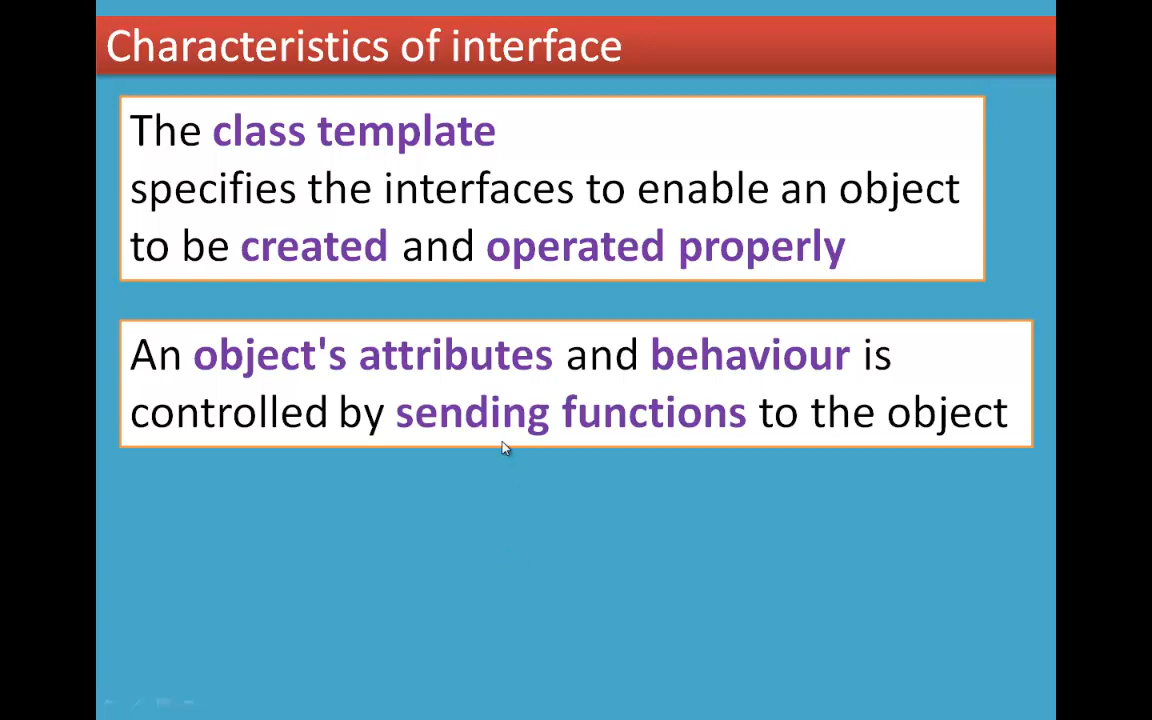 Characteristics of interface
The class template
specifies the interfaces to enable an object
to be created and operated properly
An object's attributes and behaviour is
controlled by sending functions to the object